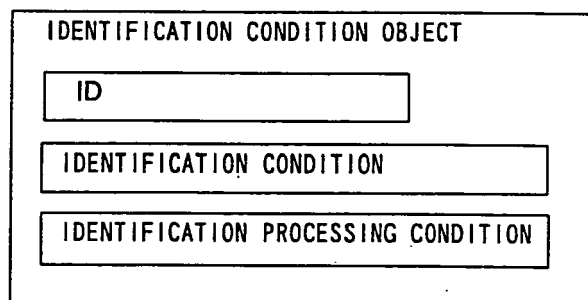 IDENTIFICATION CONDITION OBJECT
ID
IDENTIFICATION CONDITION
IDENTIFICATION PROCESSING CONDITION